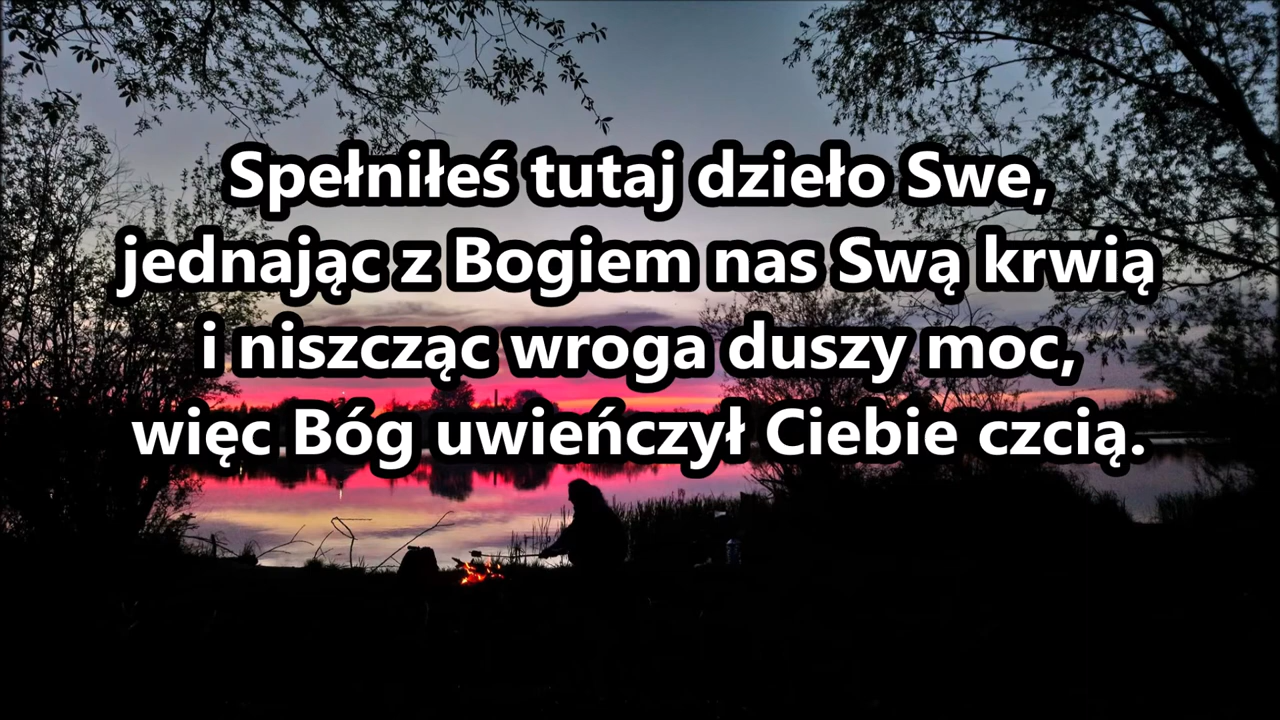 Spełniłeś tutaj dzieło Swe,
jednając z Bogiem nas Swą krwią
i niszcząc wroga duszy moc,
więc Bóg uwieńczył Ciebie czcią.